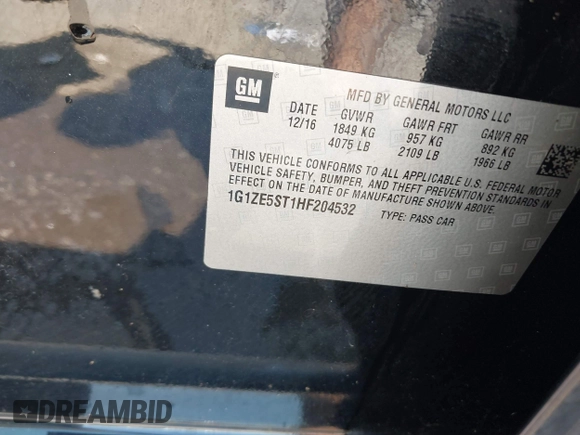 GM
MFD BY GENERAL MOTORS LLC
DATE GVWR GAWR FRT GAWR RR
12/16 1849 KG 957 KG 892 KG
4075 LB 2109 LB 1966 LB
THIS VEHICLE CONFORMS TO ALL APPLICABLE U.S. FEDERAL MOTOR
VEHICLE SAFETY, BUMPER, AND THEFT PREVENTION STANDARDS IN
EFFECT ON THE DATE OF MANUFACTURE SHOWN ABOVE.
1G1ZE5ST1HF204532 TYPE: PASS CAR
DREAMBID